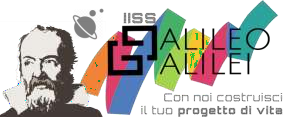 IISS
GALILEO
GALILEI
Con noi costruisci
il tuo progetto di vita